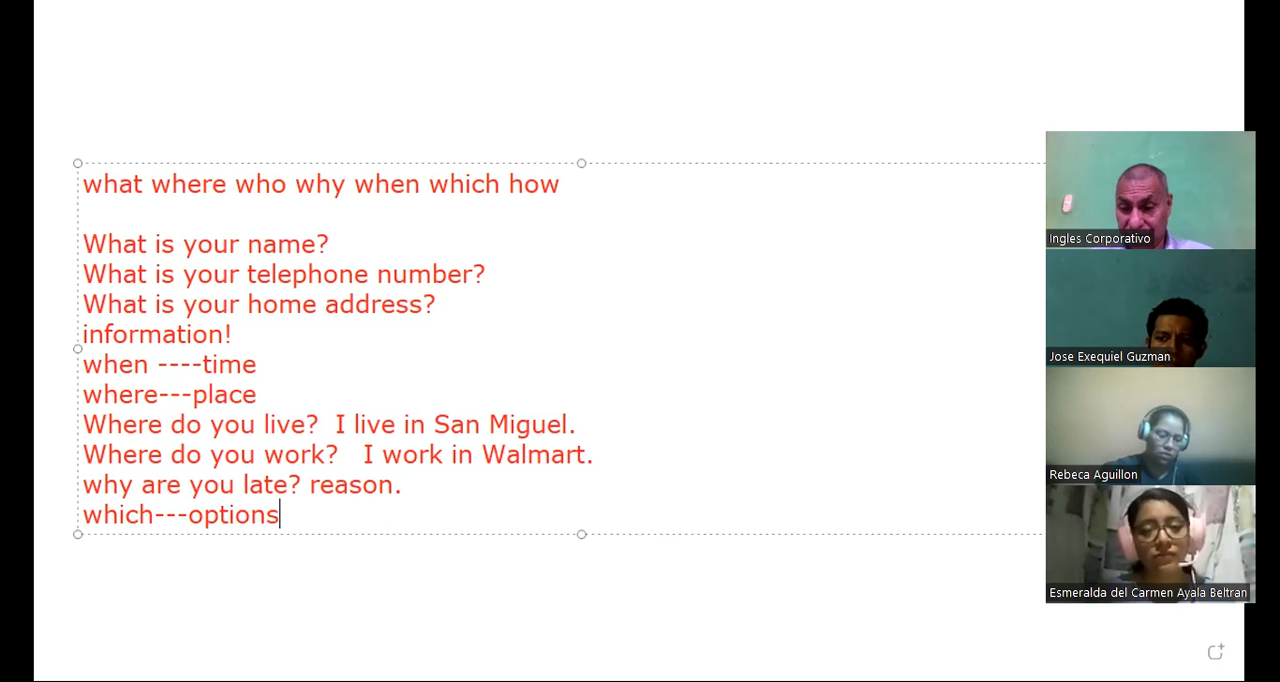 what where who why when which how
What is your name?
What is your telephone number?
What is your home address?
information!
when ----time
where---place
Where do you live?  I live in San Miguel.
Where do you work?   I work in Walmart.
why are you late? reason.
which---options
Ingles Corporativo
Jose Exequiel Guzman
Rebeca Aguillon
Esmeralda del Carmen Ayala Beltran